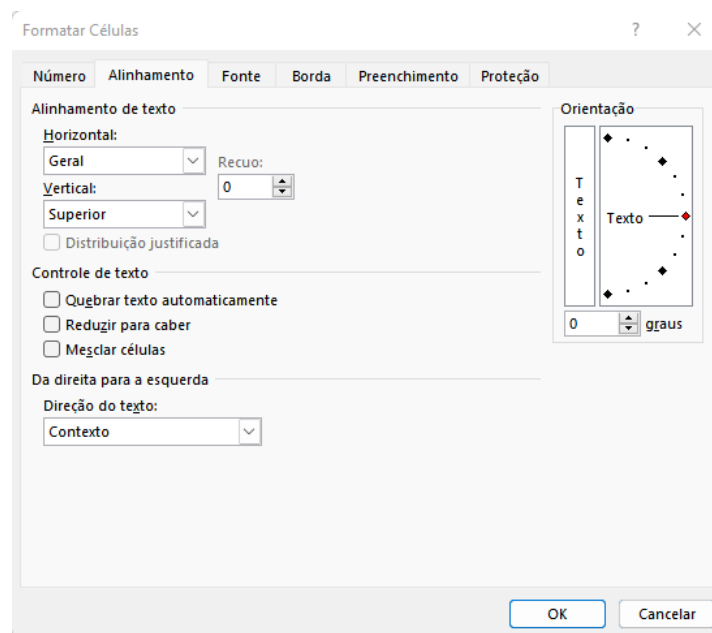 Formatar Células
?
Número Alinhamento Fonte Borda Preenchimento Proteção
Alinhamento de texto
Horizontal:
Geral
Recuo:
0
Vertical:
Superior
Distribuição justificada
Controle de texto
Quebrar texto automaticamente
Reduzir para caber
Mesclar células
Da direita para a esquerda
Direção do texto:
Contexto
Orientação
Texto
Texto
0 graus
OK Cancelar